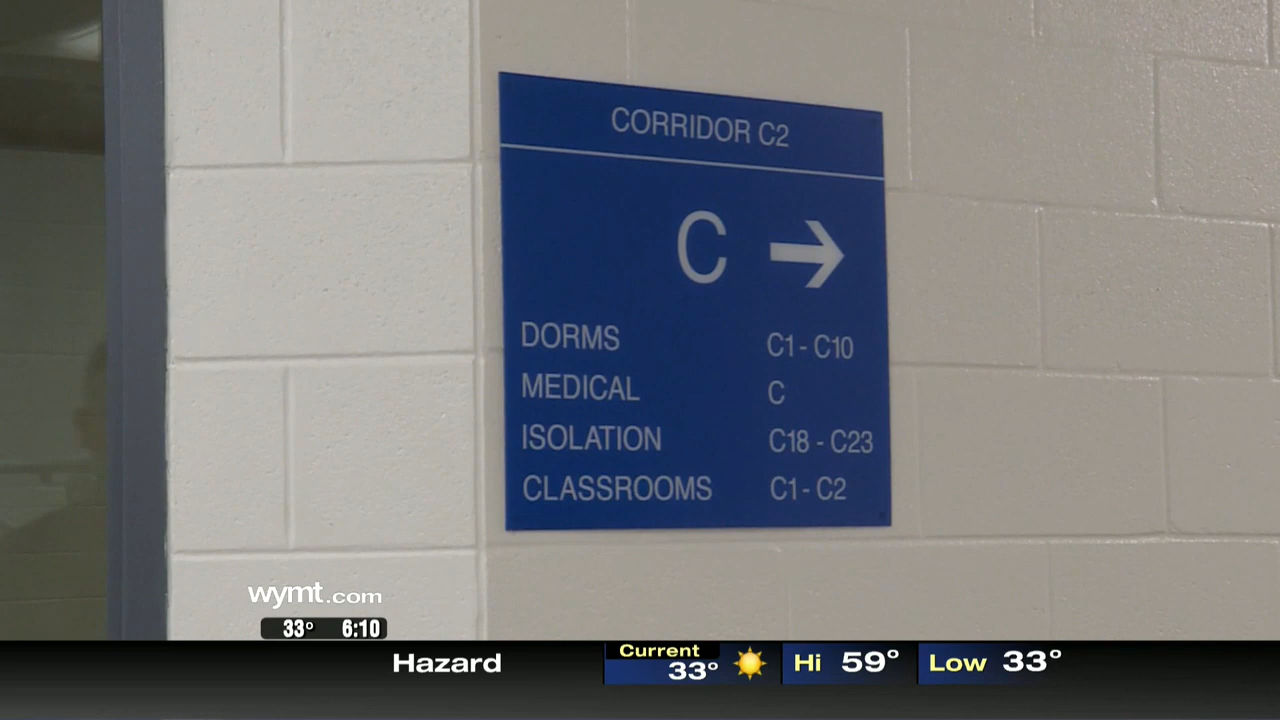 CORRIDOR C2
C →
DORMS C1 - C10
MEDICAL C
ISOLATION C18 - C23
CLASSROOMS C1 - C2
wymt.com
33° 6:10
Hazard Current 33° Hi 59° Low 33°